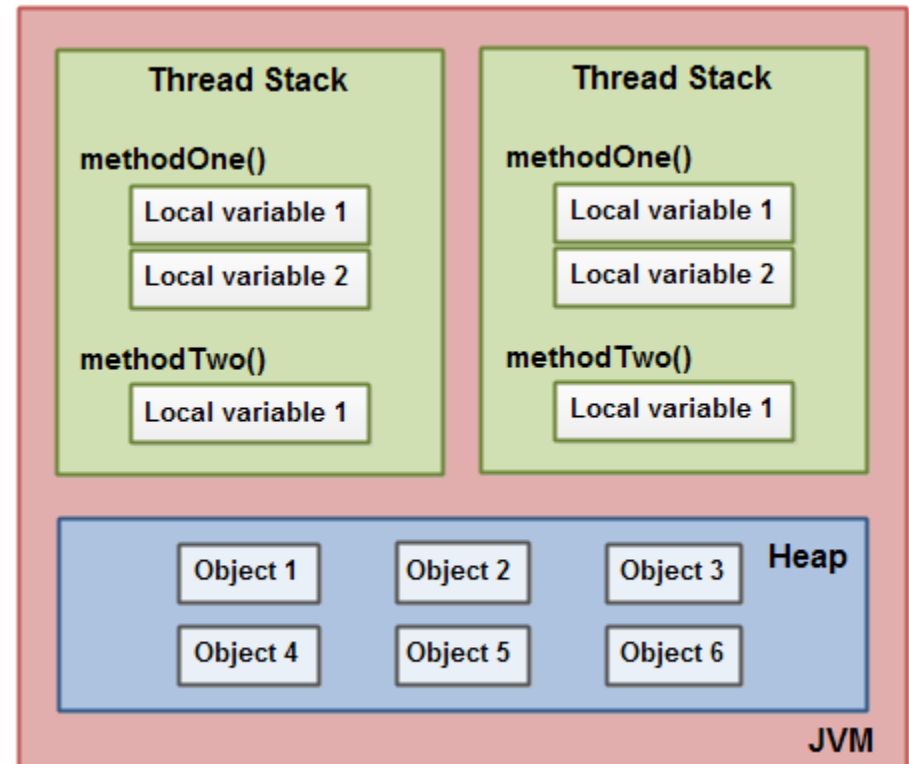 Thread Stack
methodOne()
Local variable 1
Local variable 2
methodTwo()
Local variable 1
Thread Stack
methodOne()
Local variable 1
Local variable 2
methodTwo()
Local variable 1
Heap
Object 1
Object 2
Object 3
Object 4
Object 5
Object 6
JVM